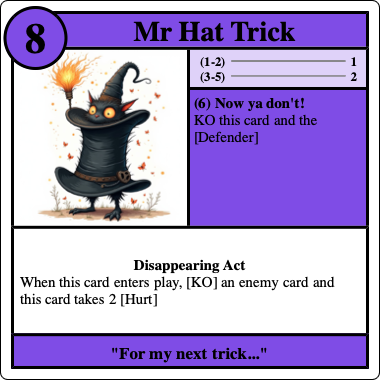 8
Mr Hat Trick
(1-2) 1
(3-5) 2
(6) Now ya don't!
KO this card and the
[Defender]
Disappearing Act
When this card enters play, [KO] an enemy card and
this card takes 2 [Hurt]
"For my next trick..."